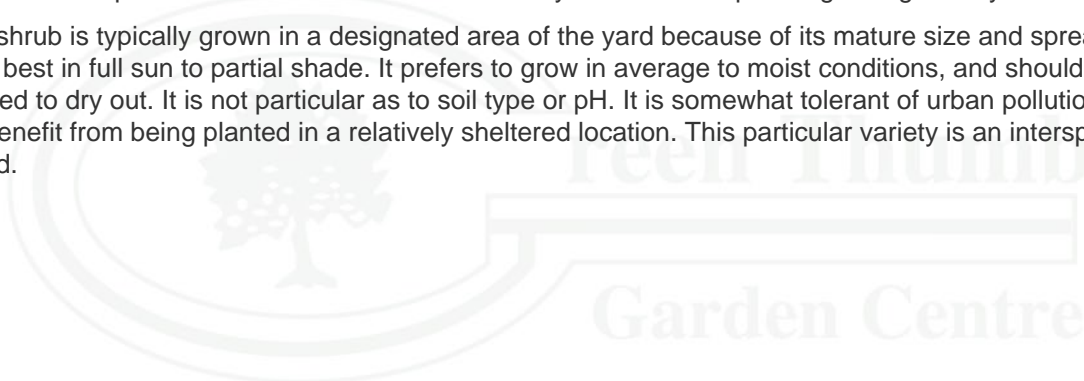 shrub is typically grown in a designated area of the yard because of its mature size and sprea
best in full sun to partial shade. It prefers to grow in average to moist conditions, and should
ed to dry out. It is not particular as to soil type or pH. It is somewhat tolerant of urban pollutio
enefit from being planted in a relatively sheltered location. This particular variety is an intersp
d.
reen Thumb
Garden Centre